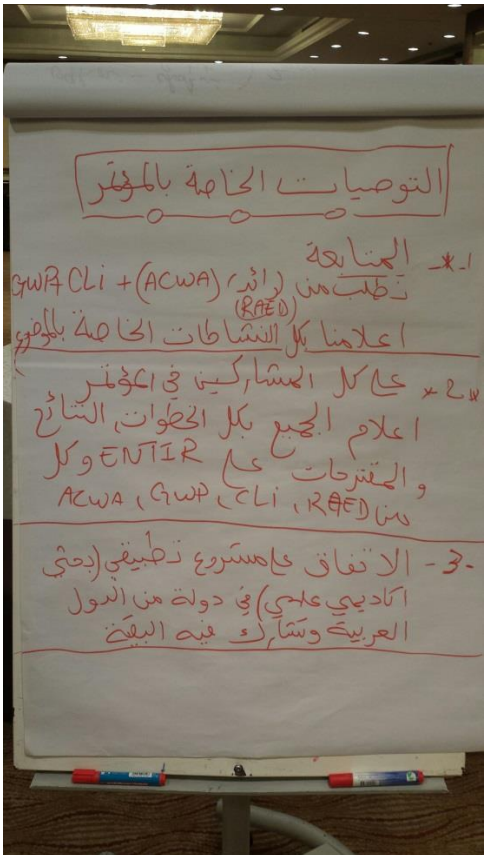 التوصيات الخاصة بالمؤتمر
-*-1 المتابعة
نطلب من (رائد، ACWA) + GWP, CLi
(RAED)
اعلامنا بكل النشاطات الخاصة بالموضوع
*2* على كل المشاركين في المؤتمر
اعلام الجميع بكل الخطوات، النتائج
والمقترحات على ENTIR وكل
من ACWA, GWP, CLi, RAED
-3- الاتفاق على مشروع تطبيقي (بحثي
اكاديمي علمي) في دولة من الدول
العربية وتشارك فيه البقية